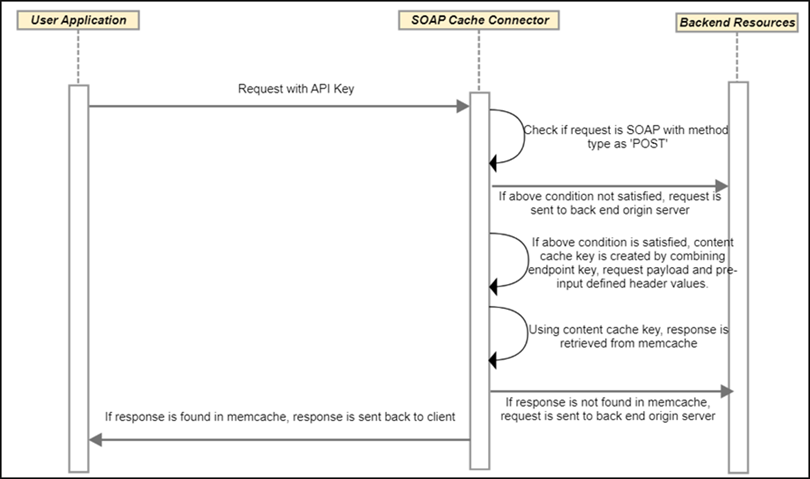 User Application
SOAP Cache Connector
Backend Resources
Request with API Key
Check if request is SOAP with method
type as 'POST'
If above condition not satisfied, request is
sent to back end origin server
If above condition is satisfied, content
cache key is created by combining
endpoint key, request payload and pre-
input defined header values.
Using content cache key, response is
retrieved from memcache
If response is not found in memcache,
request is sent to back end origin server
If response is found in memcache, response is sent back to client